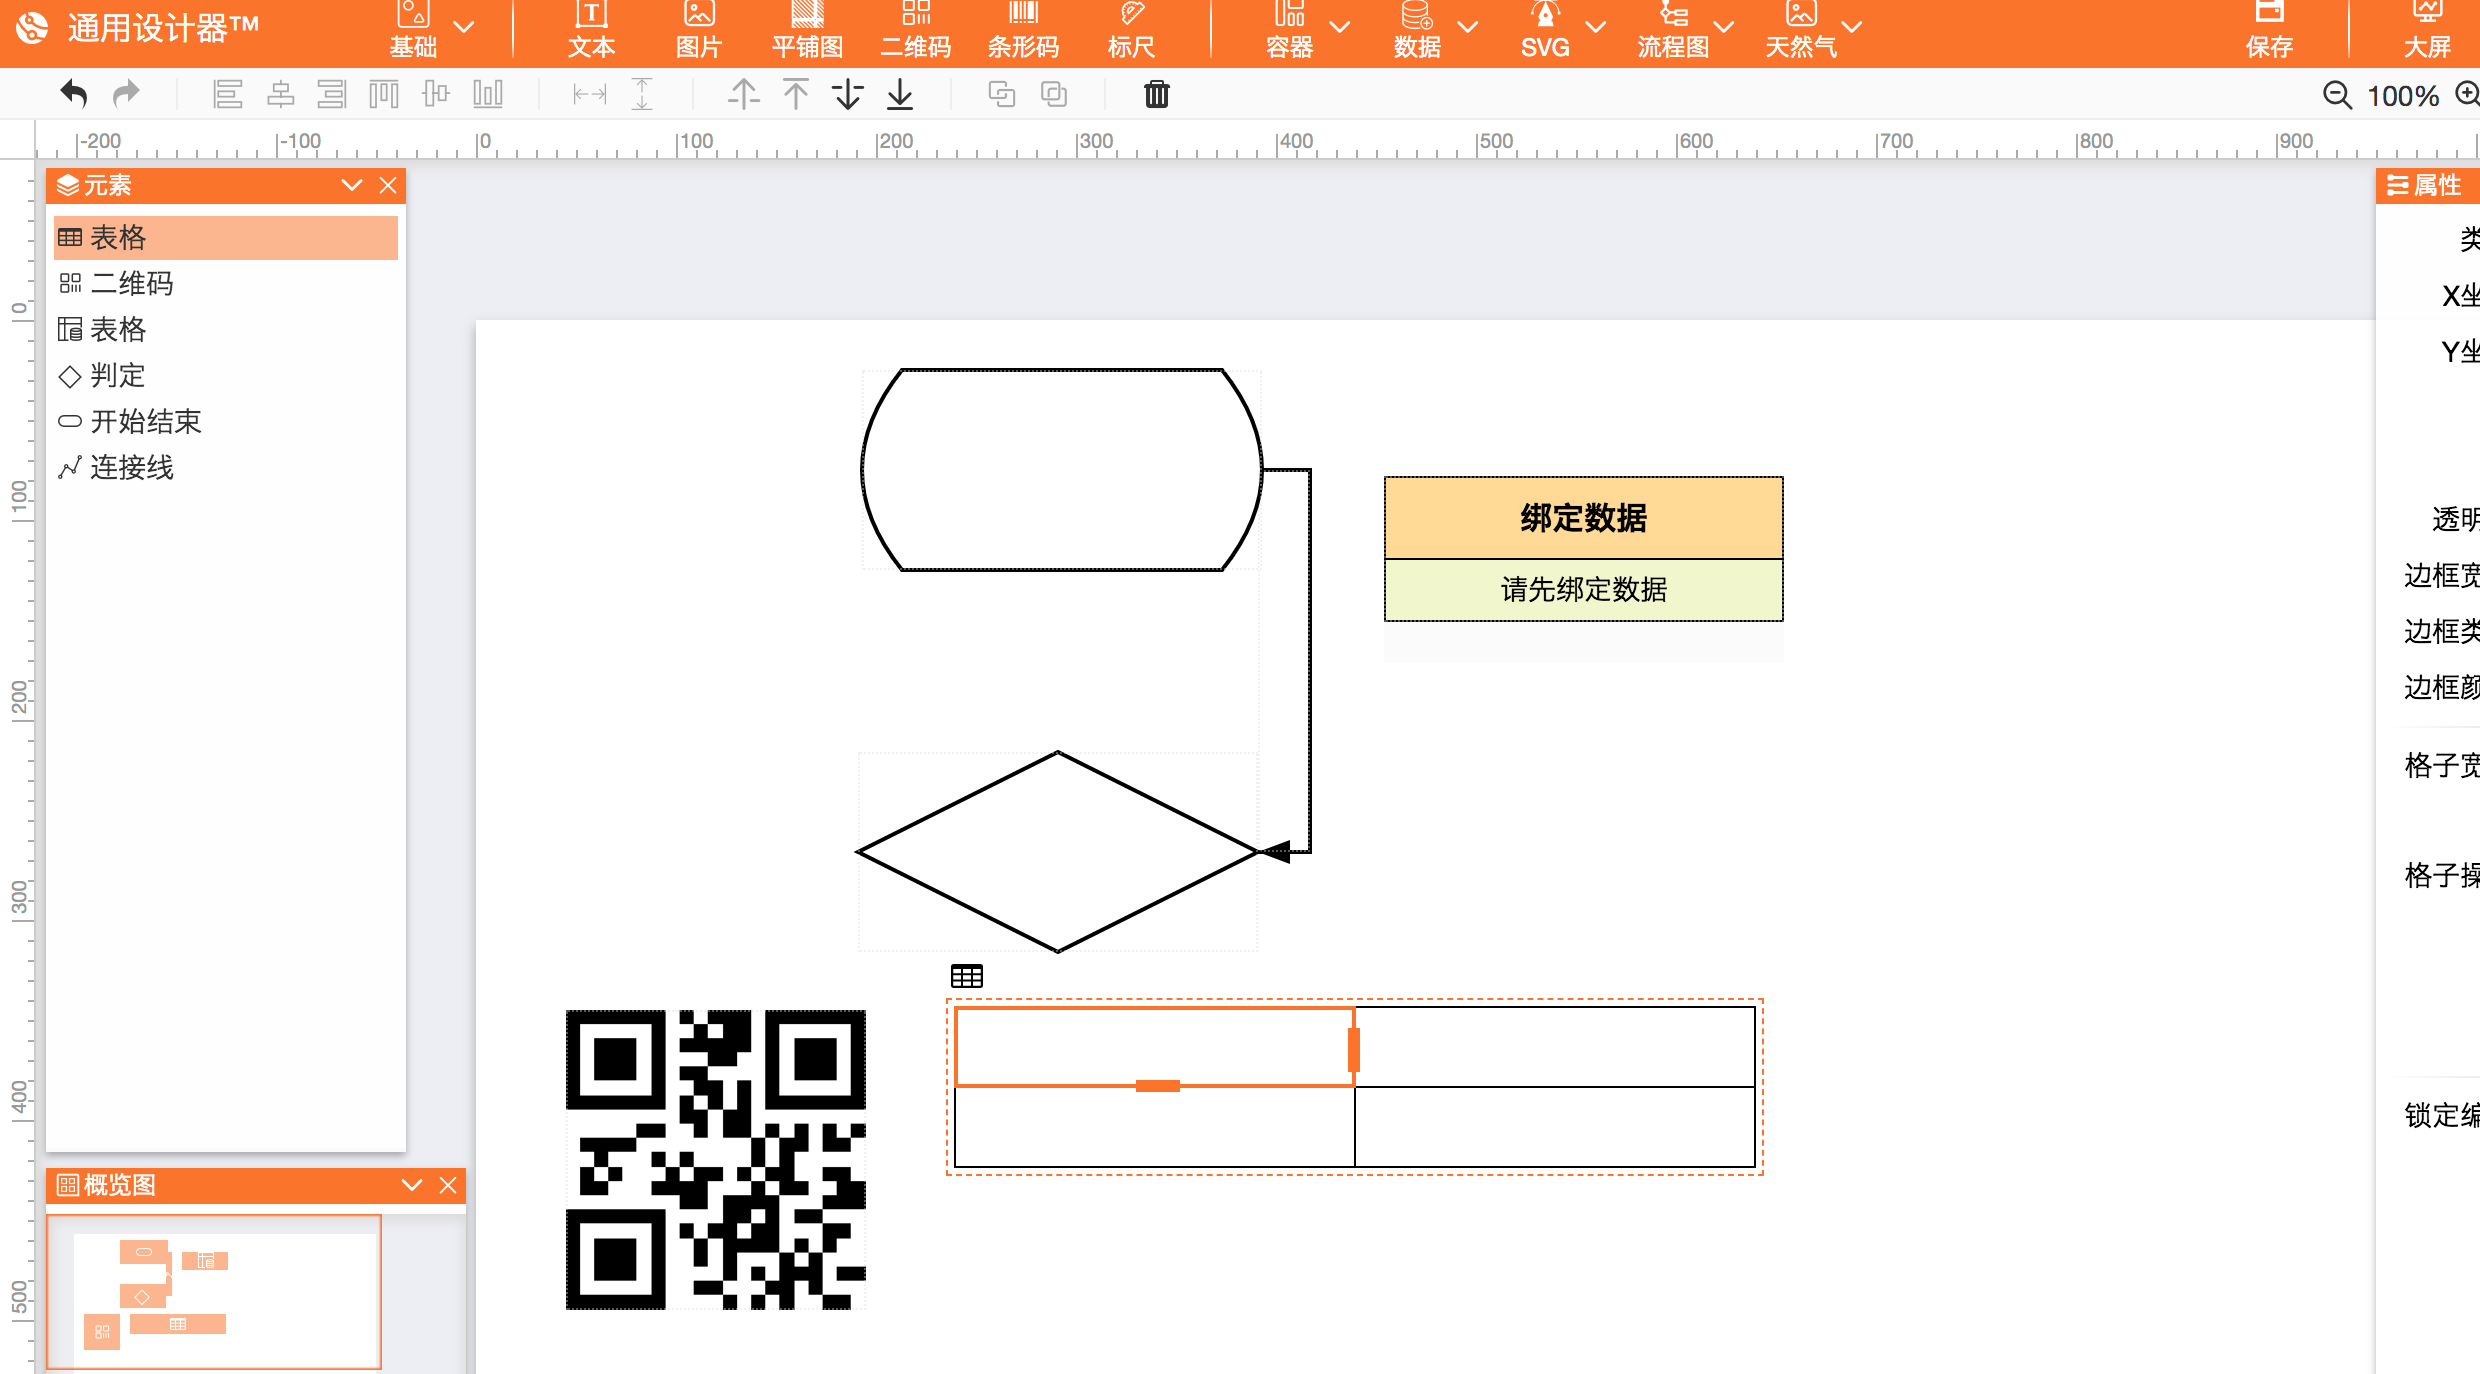 通用设计器™
基础
文本
图片
平铺图
二维码
条形码
标尺
容器
数据
SVG
流程图
天然气
保存
大屏
100%
-200 -100 0 100 200 300 400 500 600 700 800 900
0
100
200
300
400
500
元素
表格
二维码
表格
判定
开始结束
连接线
概览图
绑定数据
请先绑定数据
属性
类
X坐
Y坐
透明
边框宽
边框类
边框颜
格子宽
格子操
锁定编